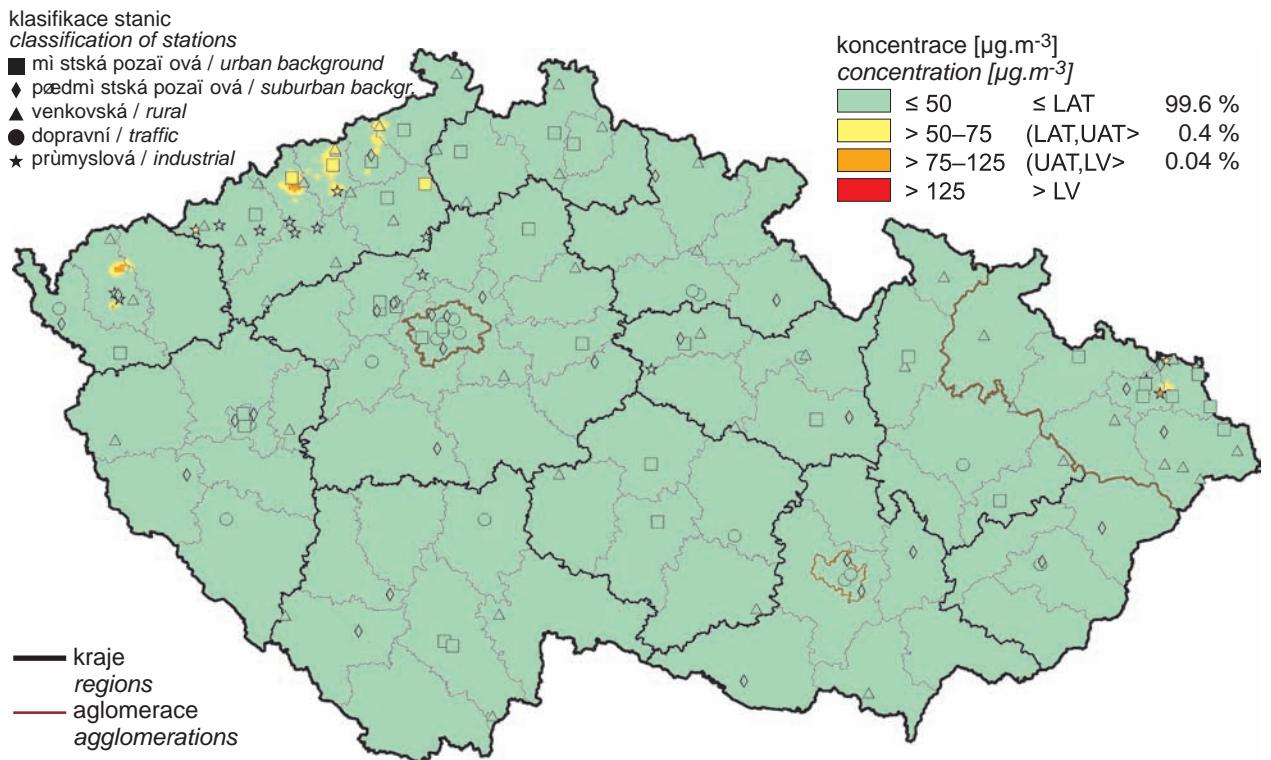 klasifikace stanic
classification of stations
mì stská pozaï ová / urban background
pœedmì stská pozaï ová / suburban backgr.
venkovská / rural
dopravní / traffic
prùmyslová / industrial
koncentrace [µg.m-3]
concentration [µg.m-3]
≤ 50 ≤ LAT 99.6 %
> 50–75 (LAT,UAT> 0.4 %
> 75–125 (UAT,LV> 0.04 %
> 125 > LV
kraje
regions
aglomerace
agglomerations